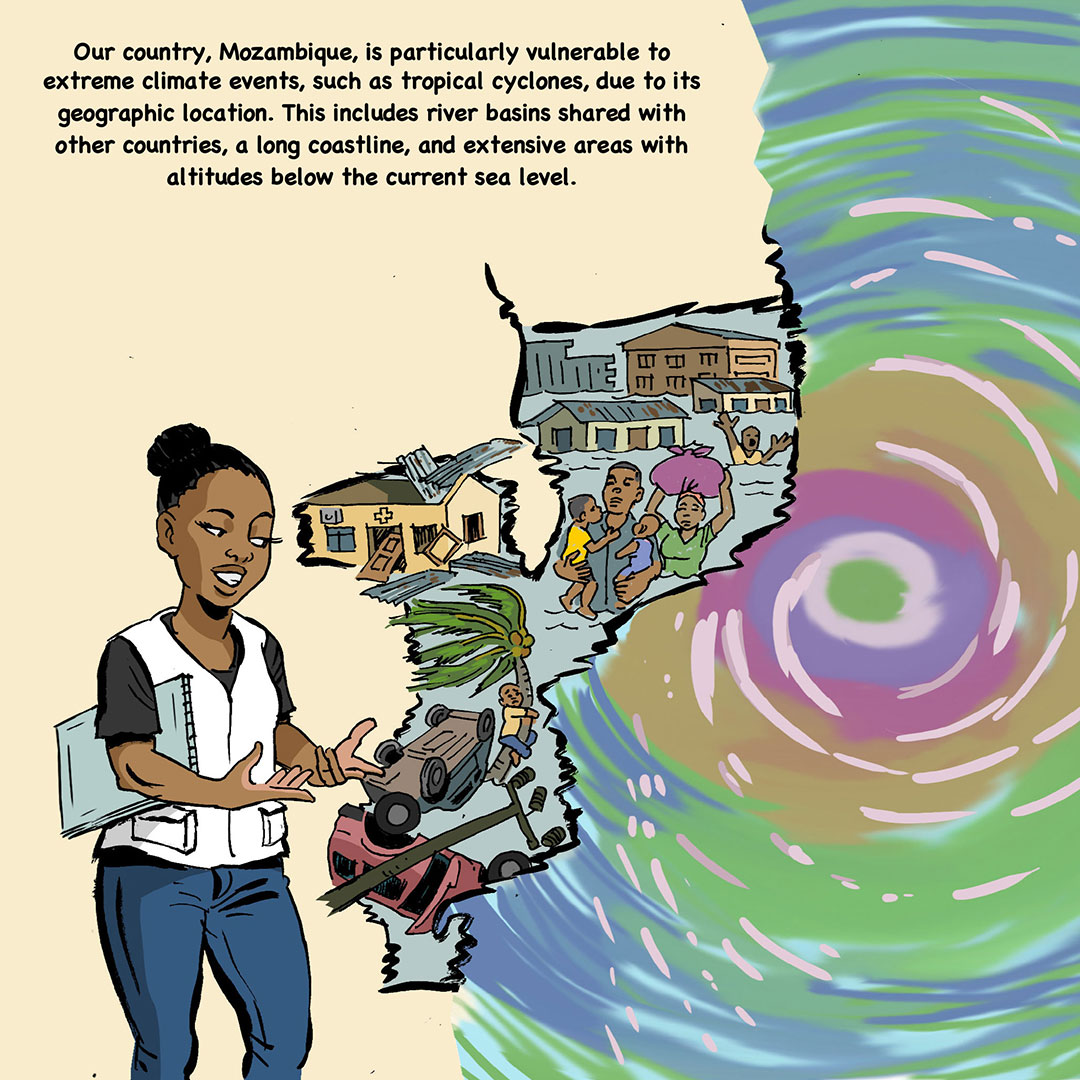 Our country, Mozambique, is particularly vulnerable to
extreme climate events, such as tropical cyclones, due to its
geographic location. This includes river basins shared with
other countries, a long coastline, and extensive areas with
altitudes below the current sea level.